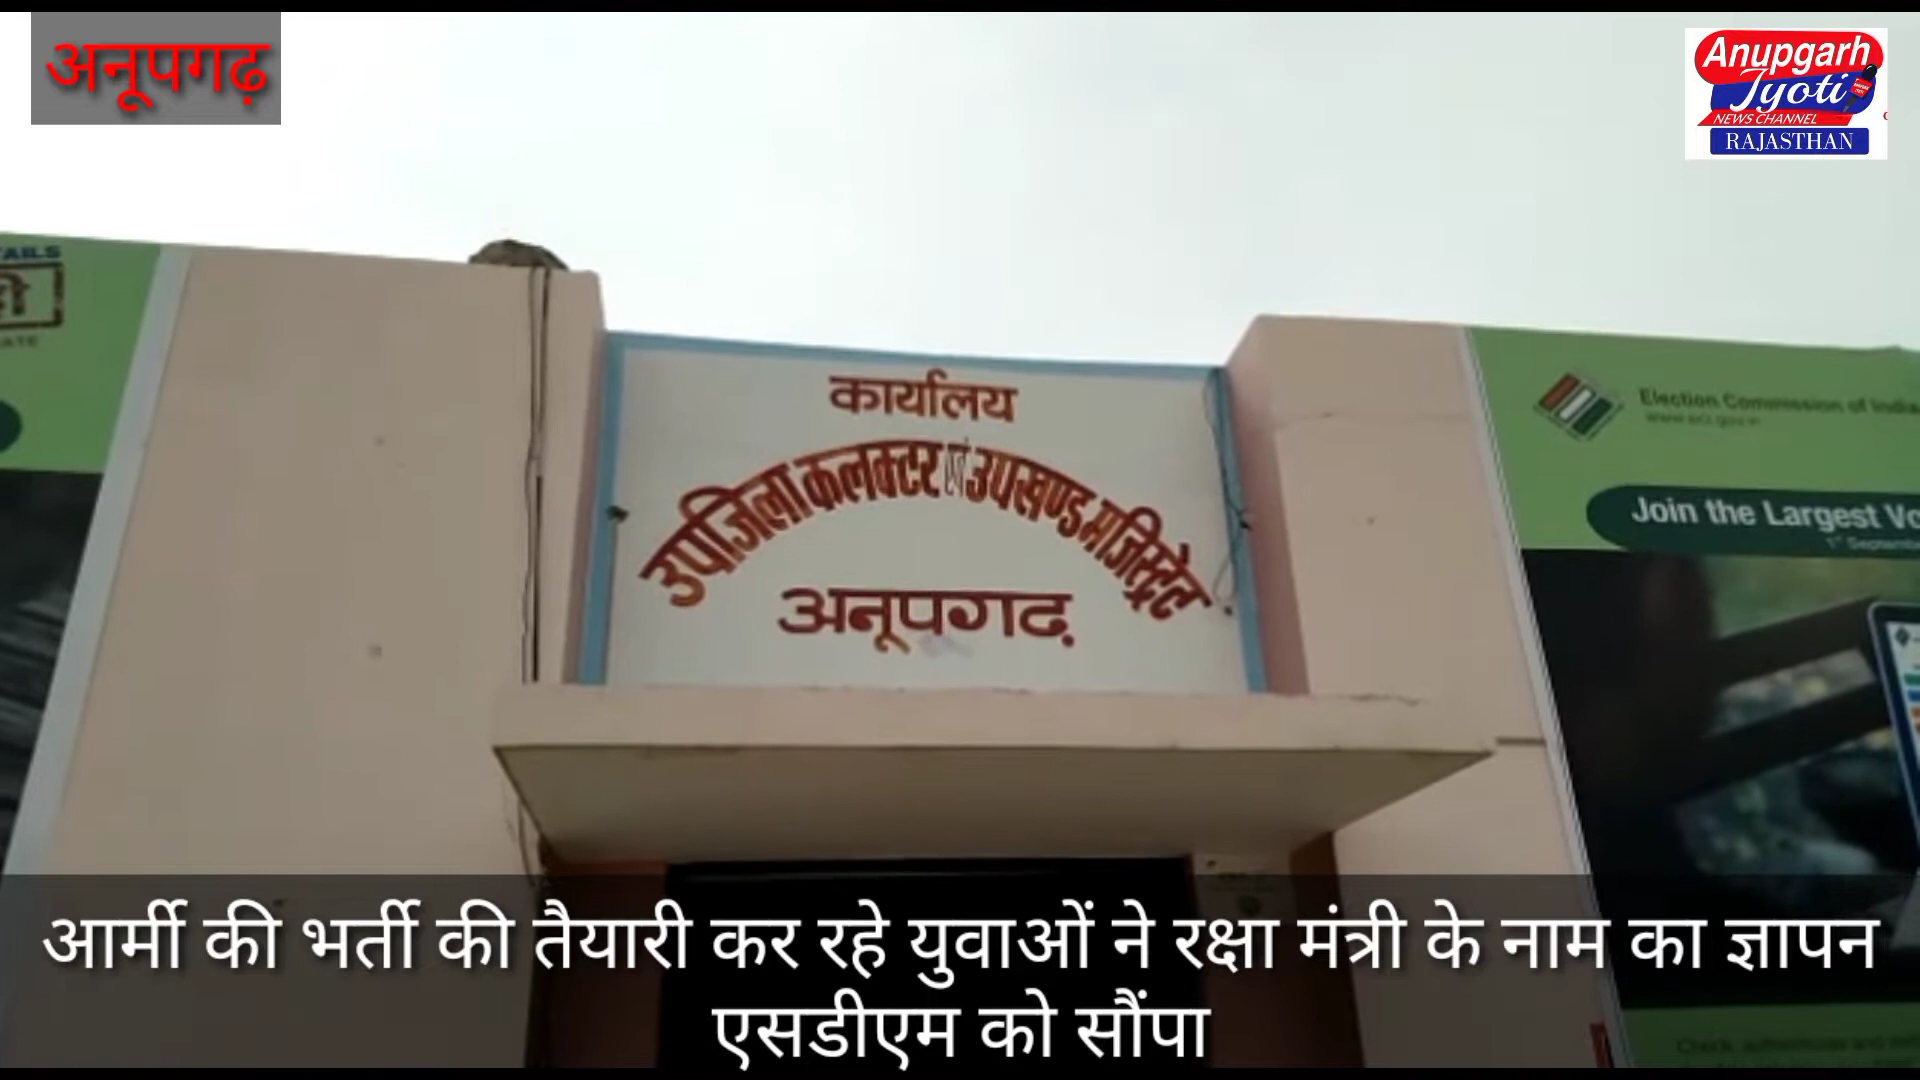 अनूपगढ़
Anupgarh
Jyoti
NEWS CHANNEL
RAJASTHAN
कार्यालय
उपजिला कलक्टर एवं उपखण्ड मजिस्ट्रेट
अनूपगढ़
Election Commission of India
Join the Largest
आर्मी की भर्ती की तैयारी कर रहे युवाओं ने रक्षा मंत्री के नाम का ज्ञापन
एसडीएम को सौंपा